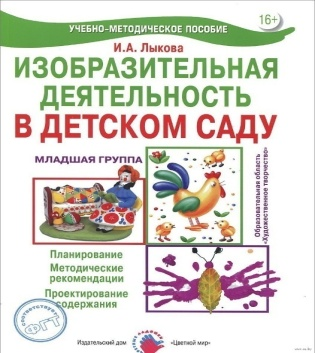 УЧЕБНО-МЕТОДИЧЕСКОЕ ПОСОБИЕ
16+
И.А. Лыкова
ИЗОБРАЗИТЕЛЬНАЯ
ДЕЯТЕЛЬНОСТЬ
В ДЕТСКОМ САДУ
МЛАДШАЯ ГРУППА
Образовательная область
«Художественное творчество»
Планирование
Методические
рекомендации
Проектирование
содержания
соответствует
ФГТ
Издательский дом
«Цветной мир»